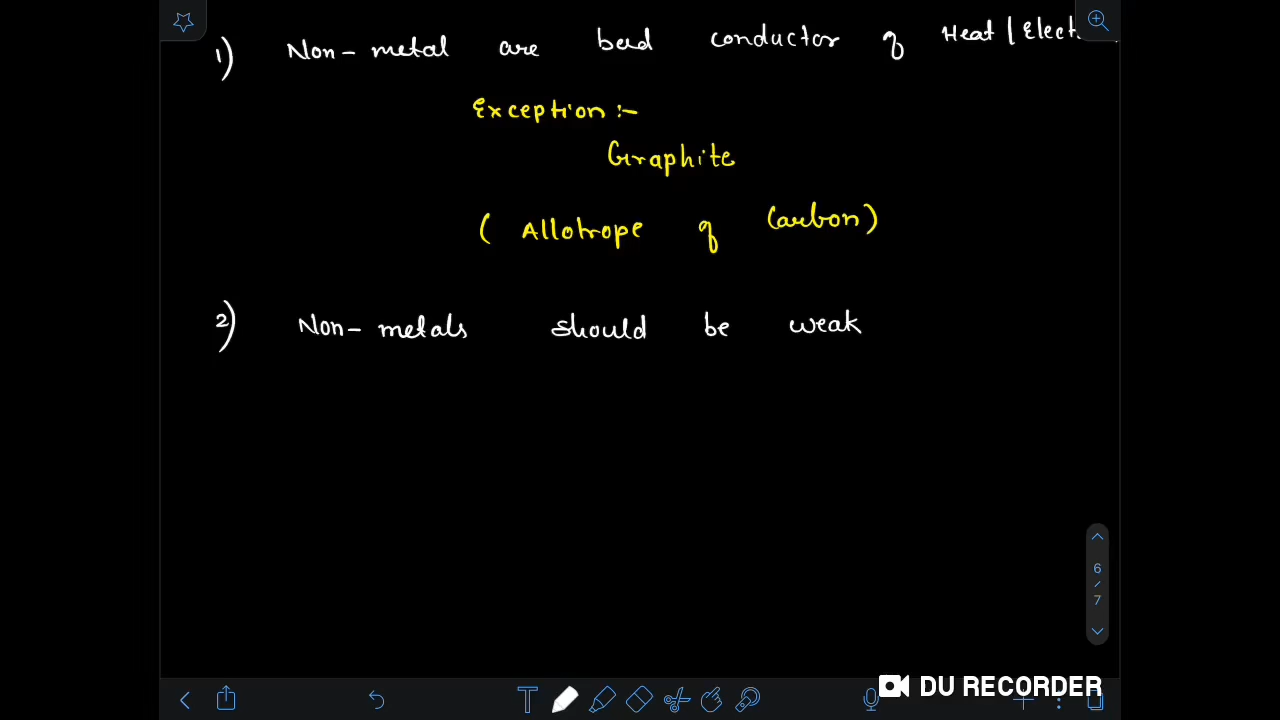 1) Non-metal are bad conductor of Heat / Elect
Exception :-
Graphite
( Allotrope of Carbon)
2) Non-metals should be weak
6
/
7
T
DU RECORDER